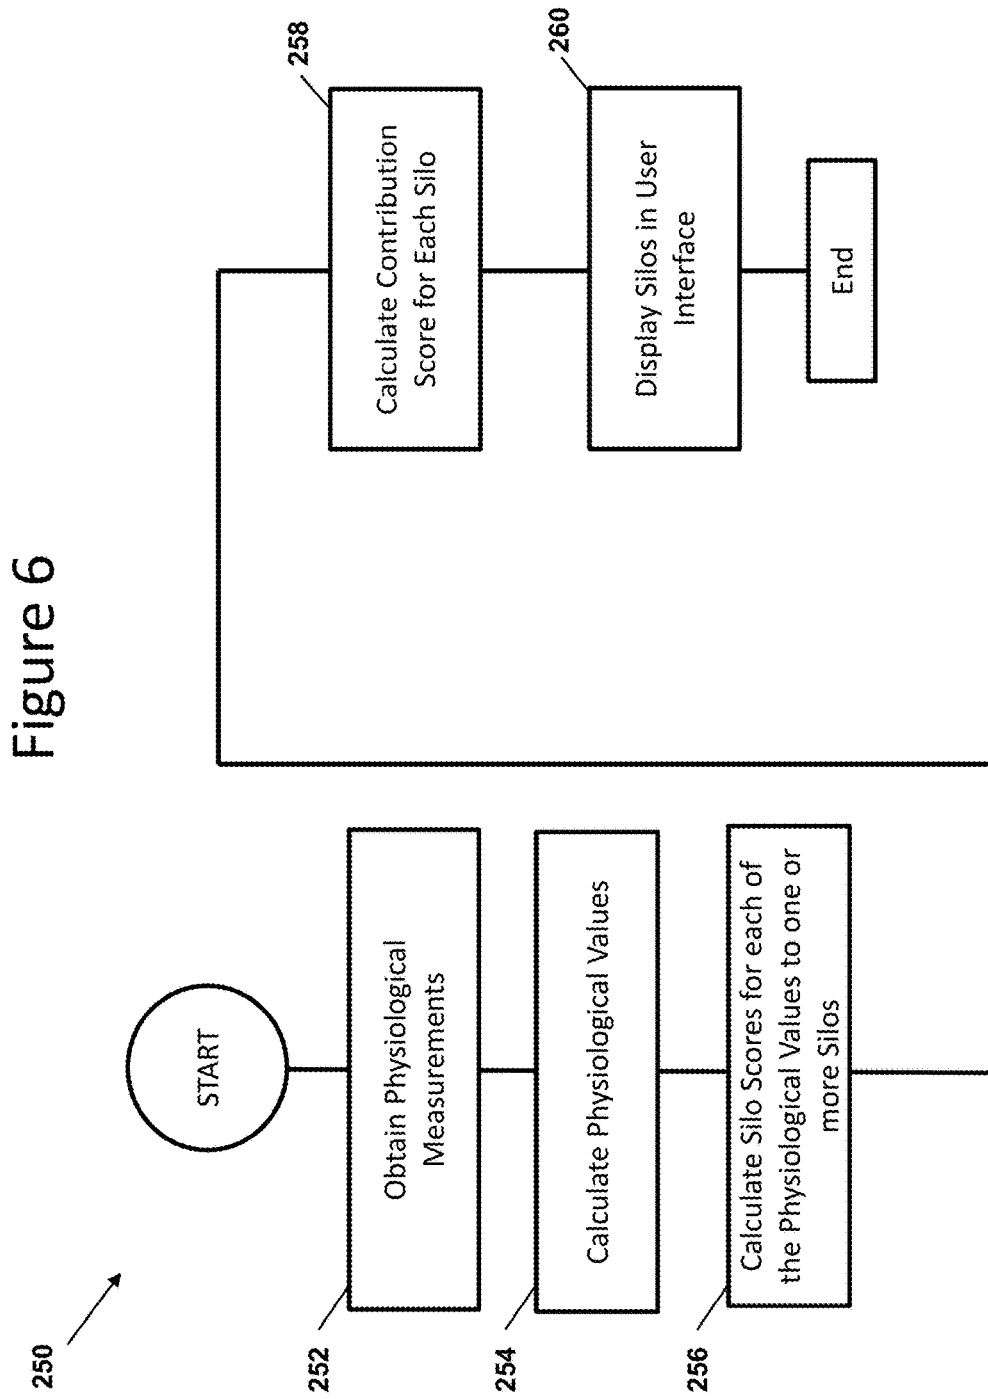 Figure 6
250
START
252
Obtain Physiological
Measurements
254
Calculate Physiological Values
256
Calculate Silo Scores for each of
the Physiological Values to one or
more Silos
258
Calculate Contribution
Score for Each Silo
260
Display Silos in User
Interface
End